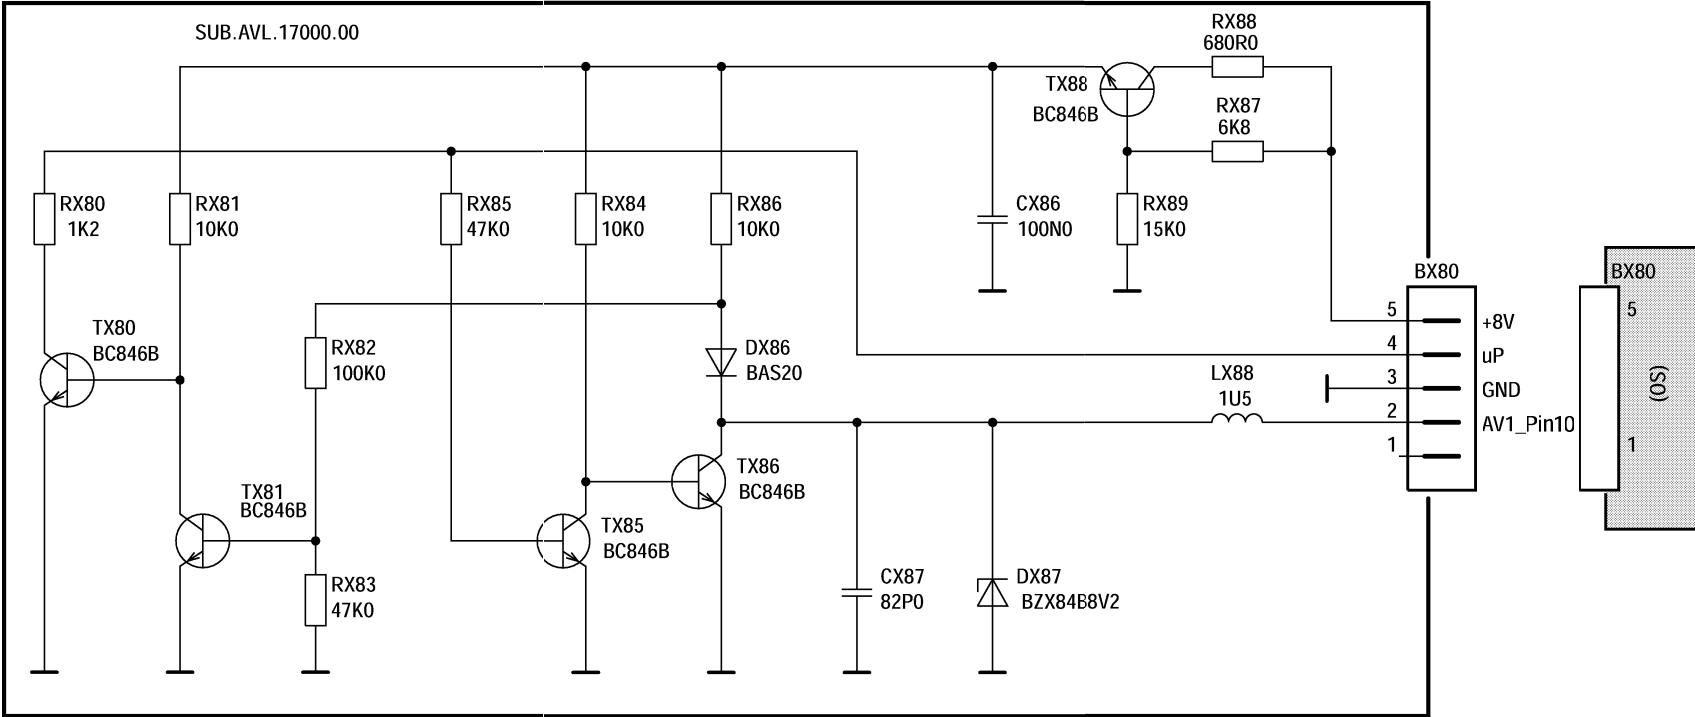 SUB.AVL.17000.00
RX88
680R0
TX88
BC846B
RX87
6K8
RX80
1K2
RX81
10K0
RX85
47K0
RX84
10K0
RX86
10K0
CX86
100N0
RX89
15K0
BX80
BX80
TX80
BC846B
RX82
100K0
DX86
BAS20
LX88
1U5
5
+8V
4
uP
3
GND
2
AV1_Pin10
1
5
(SO)
1
TX81
BC846B
TX86
BC846B
TX85
BC846B
RX83
47K0
CX87
82P0
DX87
BZX84B8V2